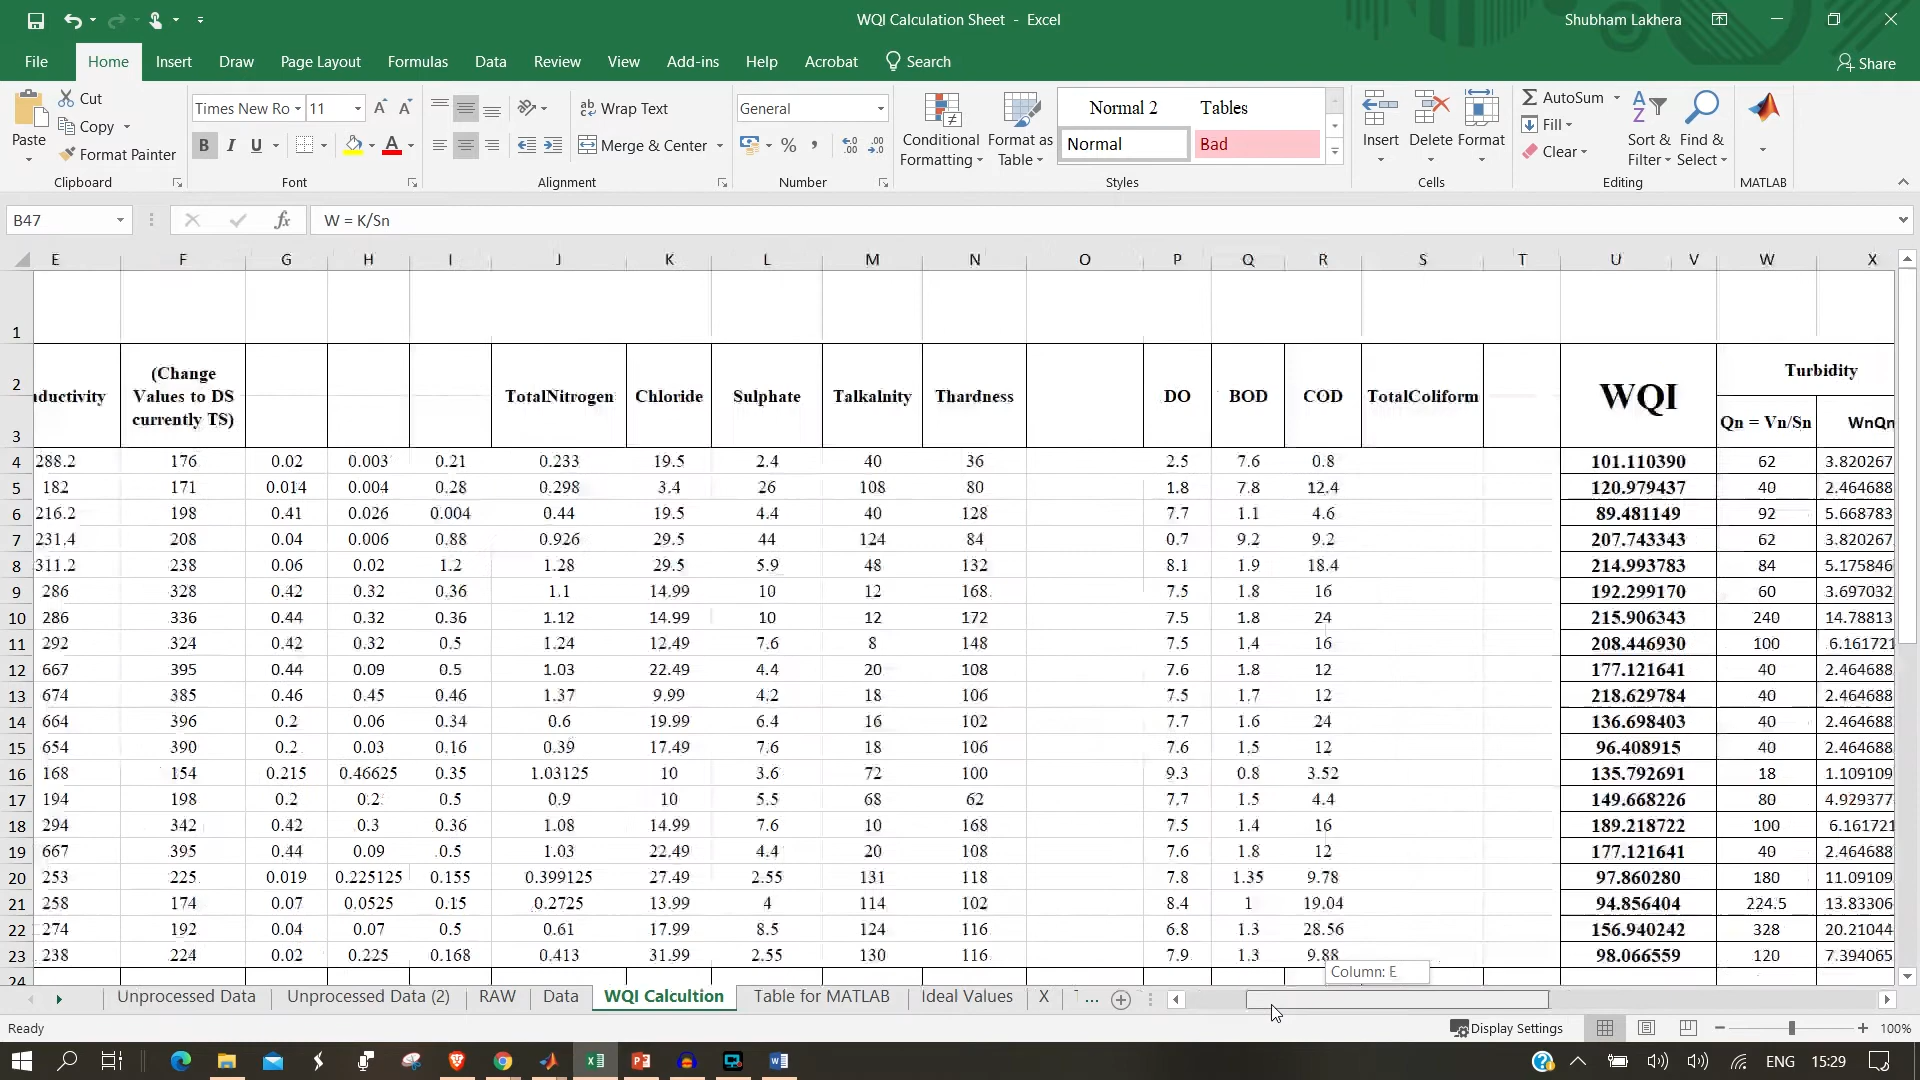 WQI Calculation Sheet - Excel
Shubham Lakhera
File Home Insert Draw Page Layout Formulas Data Review View Add-ins Help Acrobat Search Share
Paste
Cut
Copy
Format Painter
Clipboard
Times New Ro 11
B I U
Font
Wrap Text
Merge & Center
Alignment
General
Number
Conditional Formatting
Format as Table
Normal 2 Tables
Normal Bad
Styles
Insert Delete Format
Cells
AutoSum
Fill
Clear
Sort & Filter
Find & Select
Editing
MATLAB
B47 fx W = K/Sn
E F G H I J K L M N O P Q R S T U V W X
1
2
3
(Change Values to DS currently TS) TotalNitrogen Chloride Sulphate Talkalnity Thardness DO BOD COD TotalColiform WQI Turbidity
Qn = Vn/Sn
4 288.2 176 0.02 0.003 0.21 0.233 19.5 2.4 40 36 2.5 7.6 0.8 101.110390 62 3.820267
5 182 171 0.014 0.004 0.28 0.298 3.4 26 108 80 1.8 7.8 12.4 120.979437 40 2.464688
6 216.2 198 0.41 0.026 0.004 0.44 19.5 4.4 40 128 7.7 1.1 4.6 89.481149 92 5.668783
7 231.4 208 0.04 0.006 0.88 0.926 29.5 44 124 84 0.7 9.2 9.2 207.743343 62 3.820267
8 311.2 238 0.06 0.02 1.2 1.28 29.5 5.9 48 132 8.1 1.9 18.4 214.993783 84 5.175846
9 286 328 0.42 0.32 0.36 1.1 14.99 10 12 168 7.5 1.8 16 192.299170 60 3.697032
10 286 336 0.44 0.32 0.36 1.12 14.99 10 12 172 7.5 1.8 24 215.906343 240 14.78813
11 292 324 0.42 0.32 0.5 1.24 12.49 7.6 8 148 7.5 1.4 16 208.446930 100 6.161721
12 667 395 0.44 0.09 0.5 1.03 22.49 4.4 20 108 7.6 1.8 12 177.121641 40 2.464688
13 674 385 0.46 0.45 0.46 1.37 9.99 4.2 18 106 7.5 1.7 12 218.629784 40 2.464688
14 664 396 0.2 0.06 0.34 0.6 19.99 6.4 16 102 7.7 1.6 24 136.698403 40 2.464688
15 654 390 0.2 0.03 0.16 0.39 17.49 7.6 18 106 7.6 1.5 12 96.408915 40 2.464688
16 168 154 0.215 0.46625 0.35 1.03125 10 3.6 72 100 9.3 0.8 3.52 135.792691 18 1.109109
17 194 198 0.2 0.2 0.5 0.9 10 5.5 68 62 7.7 1.5 4.4 149.668226 80 4.929377
18 294 342 0.42 0.3 0.36 1.08 14.99 7.6 10 168 7.5 1.4 16 189.218722 100 6.161721
19 667 395 0.44 0.09 0.5 1.03 22.49 4.4 20 108 7.6 1.8 12 177.121641 40 2.464688
20 253 225 0.019 0.225125 0.155 0.399125 27.49 2.55 131 118 7.8 1.35 9.78 97.860280 180 11.09109
21 258 174 0.07 0.0525 0.15 0.2725 13.99 4 114 102 8.4 1 19.04 94.856404 224.5 13.83306
22 274 192 0.04 0.07 0.5 0.61 17.99 8.5 124 116 6.8 1.3 28.56 156.940242 328 20.21044
23 238 224 0.02 0.225 0.168 0.413 31.99 2.55 130 116 7.9 1.3 9.88 98.066559 120 7.394065
24
Column: E
Unprocessed Data Unprocessed Data (2) RAW Data WQI Calcultion Table for MATLAB Ideal Values X ...
Ready
Display Settings 100%
ENG 15:29